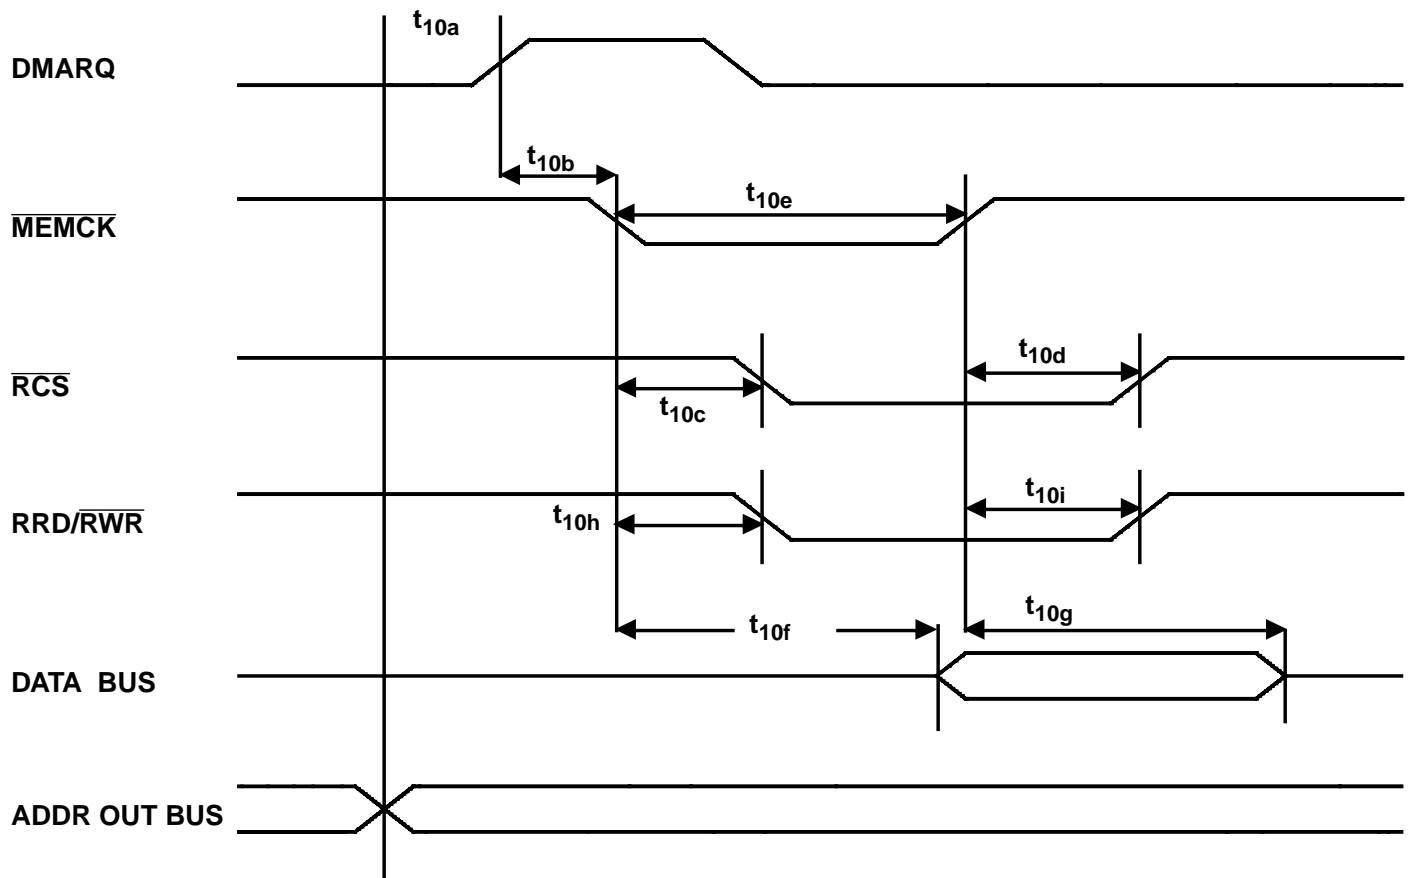 t10a
DMARQ
t10b
t10e
MEMCK
t10d
RCS
t10c
t10i
RRD/RWR
t10h
t10g
t10f
DATA BUS
ADDR OUT BUS